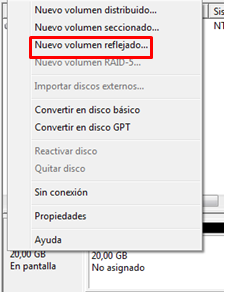 Nuevo volumen distribuido...
Nuevo volumen seccionado...
Nuevo volumen reflejado...
Nuevo volumen RAID-5...
Importar discos externos...
Convertir en disco básico
Convertir en disco GPT
Reactivar disco
Quitar disco
Sin conexión
Propiedades
Ayuda
Sis
NT
20,00 GB
En pantalla
20,00 GB
No asignado